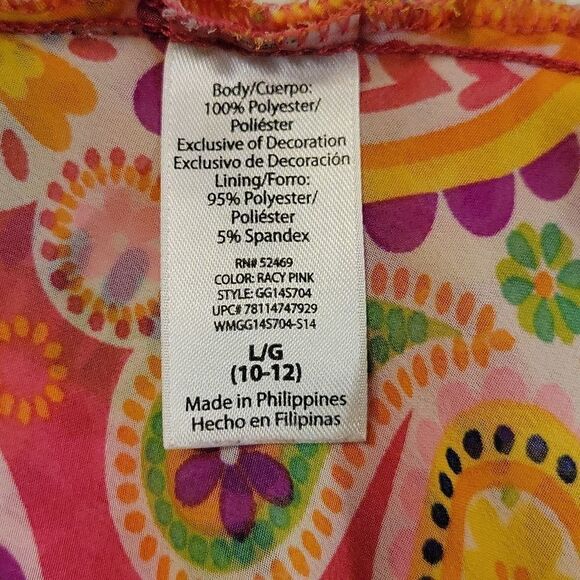 Body/Cuerpo:
100% Polyester/
Poliéster
Exclusive of Decoration
Exclusivo de Decoración
Lining/Forro:
95% Polyester/
Poliéster
5% Spandex
RN# 52469
COLOR: RACY PINK
STYLE: GG14S704
UPC# 78114747929
WMGG14S704-S14
L/G
(10-12)
Made in Philippines
Hecho en Filipinas